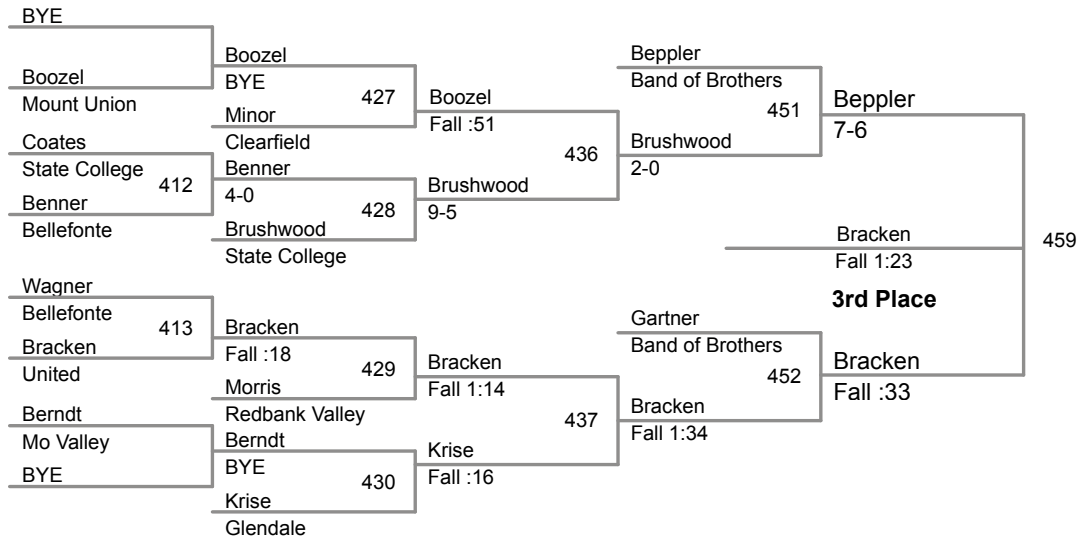 BYE
Boozel
Mount Union
Coates
State College
412
Benner
Bellefonte
Wagner
Bellefonte
413
Bracken
United
Berndt
Mo Valley
BYE
Boozel
BYE
427
Minor
Clearfield
Benner
4-0
428
Brushwood
State College
Bracken
Fall :18
429
Morris
Redbank Valley
Berndt
BYE
430
Krise
Glendale
Boozel
Fall :51
436
Brushwood
9-5
Bracken
Fall 1:14
437
Krise
Fall :16
Beppler
Band of Brothers
451
Brushwood
2-0
Gartner
Band of Brothers
452
Bracken
Fall 1:34
Beppler
7-6
Bracken
Fall 1:23
459
3rd Place
Bracken
Fall :33